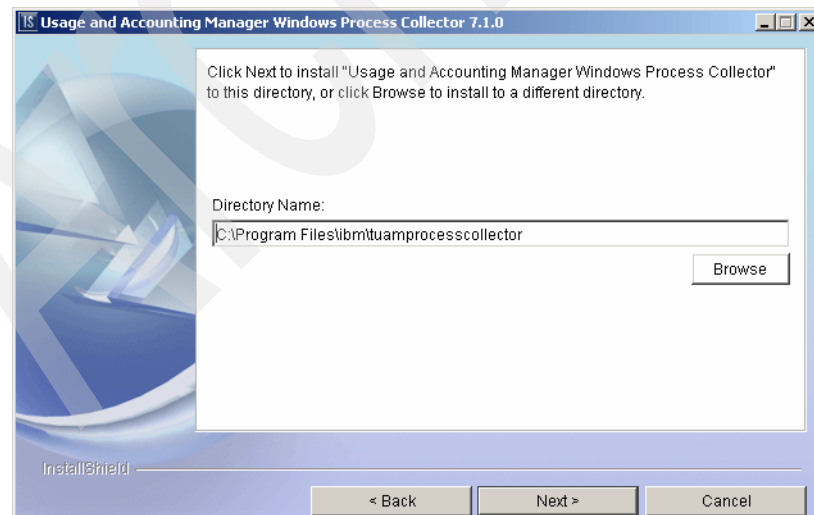 Usage and Accounting Manager Windows Process Collector 7.1.0
Click Next to install "Usage and Accounting Manager Windows Process Collector"
to this directory, or click Browse to install to a different directory.
Directory Name:
C:\Program Files\ibm\tuamprocesscollector
Browse
InstallShield
< Back
Next >
Cancel